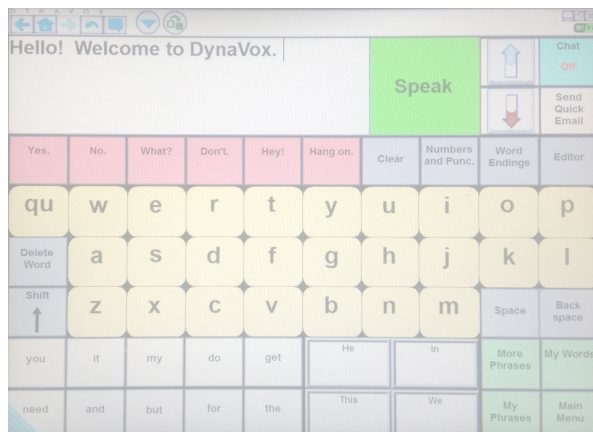 DYNAVOX
Hello! Welcome to DynaVox.
Speak
Chat
Off
Send
Quick
Email
Yes. No. What? Don't. Hey! Hang on. Clear Numbers and Punc. Word Endings Editor
qu w e r t y u i o p
Delete Word a s d f g h j k l
Shift z x c v b n m Space Back space
you it my do get He In More Phrases My Words
need and but for the This We My Phrases Main Menu